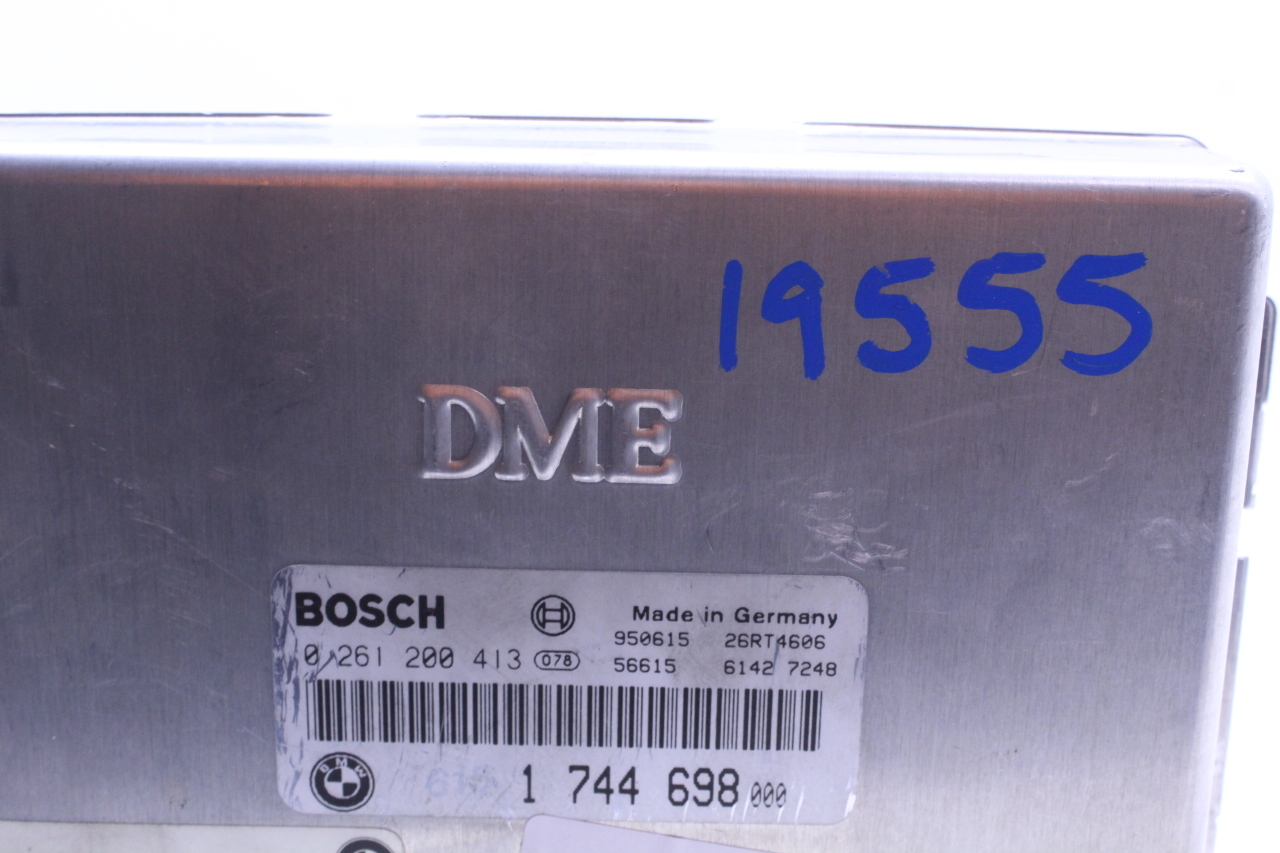 19555
DME
BOSCH Made in Germany
950615 26RT4606
0 261 200 413 078 56615 6142 7248
BMW
1 744 698 000